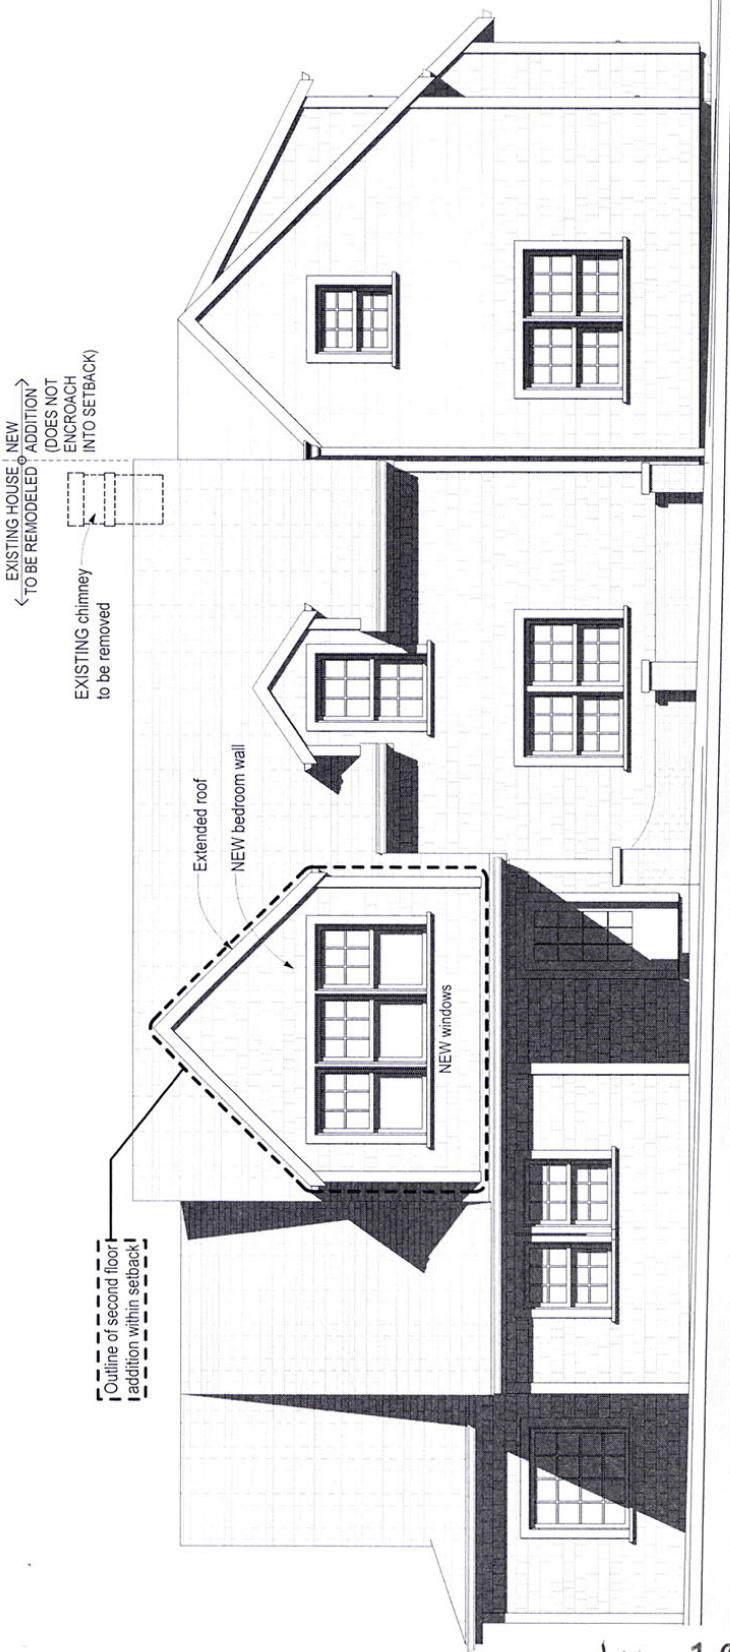 Outline of second floor
addition within setback
Extended roof
NEW bedroom wall
NEW windows
EXISTING chimney
to be removed
EXISTING HOUSE
TO BE REMODELED
NEW
ADDITION
(DOES NOT
ENCROACH
INTO SETBACK)